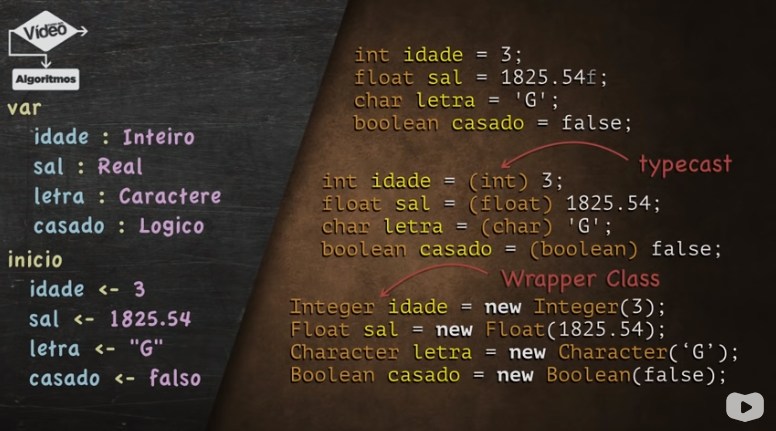 Vídeo
Algoritmos
var
idade : Inteiro
sal : Real
letra : Caractere
casado : Logico
inicio
idade <- 3
sal <- 1825.54
letra <- "G"
casado <- falso
int idade = 3;
float sal = 1825.54f;
char letra = 'G';
boolean casado = false;
typecast
int idade = (int) 3;
float sal = (float) 1825.54;
char letra = (char) 'G';
boolean casado = (boolean) false;
Wrapper Class
Integer idade = new Integer(3);
Float sal = new Float(1825.54);
Character letra = new Character(‘G’);
Boolean casado = new Boolean(false);